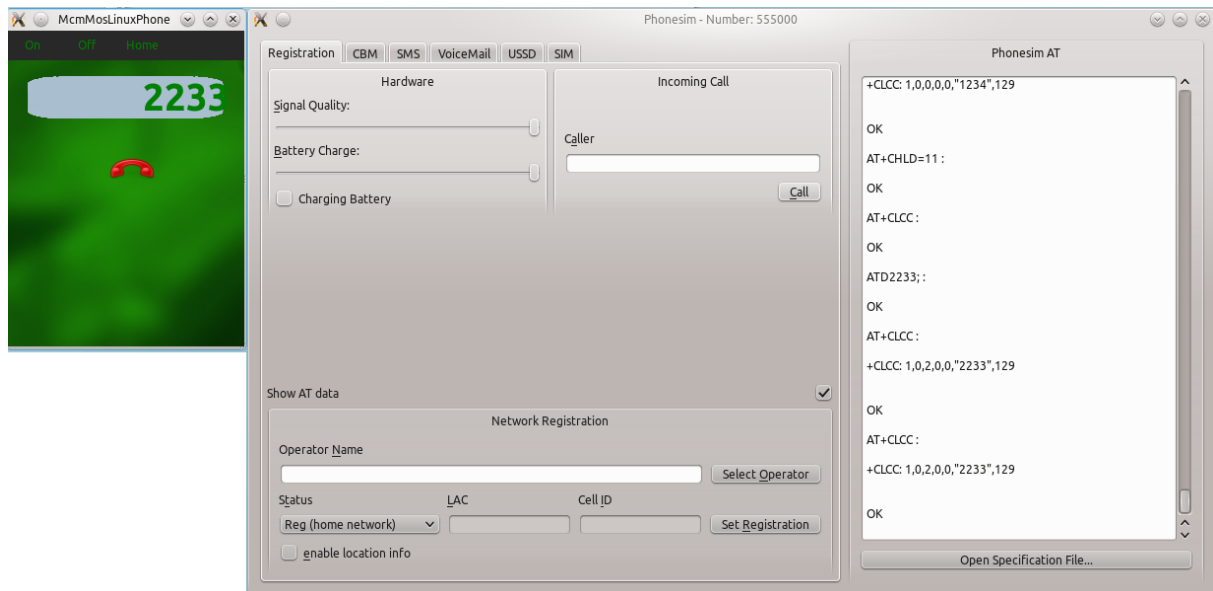 McmMosLinuxPhone
On Off Home
2233
Phonesim - Number: 555000
Registration CBM SMS VoiceMail USSD SIM
Hardware
Signal Quality:
Battery Charge:
Charging Battery
Incoming Call
Caller
Call
Show AT data
Network Registration
Operator Name
Select Operator
Status LAC Cell ID
Reg (home network) Set Registration
enable location info
Phonesim AT
+CLCC: 1,0,0,0,0,"1234",129
OK
AT+CHLD=11 :
OK
AT+CLCC :
OK
ATD2233; :
OK
AT+CLCC :
+CLCC: 1,0,2,0,0,"2233",129
OK
AT+CLCC :
+CLCC: 1,0,2,0,0,"2233",129
OK
Open Specification File...